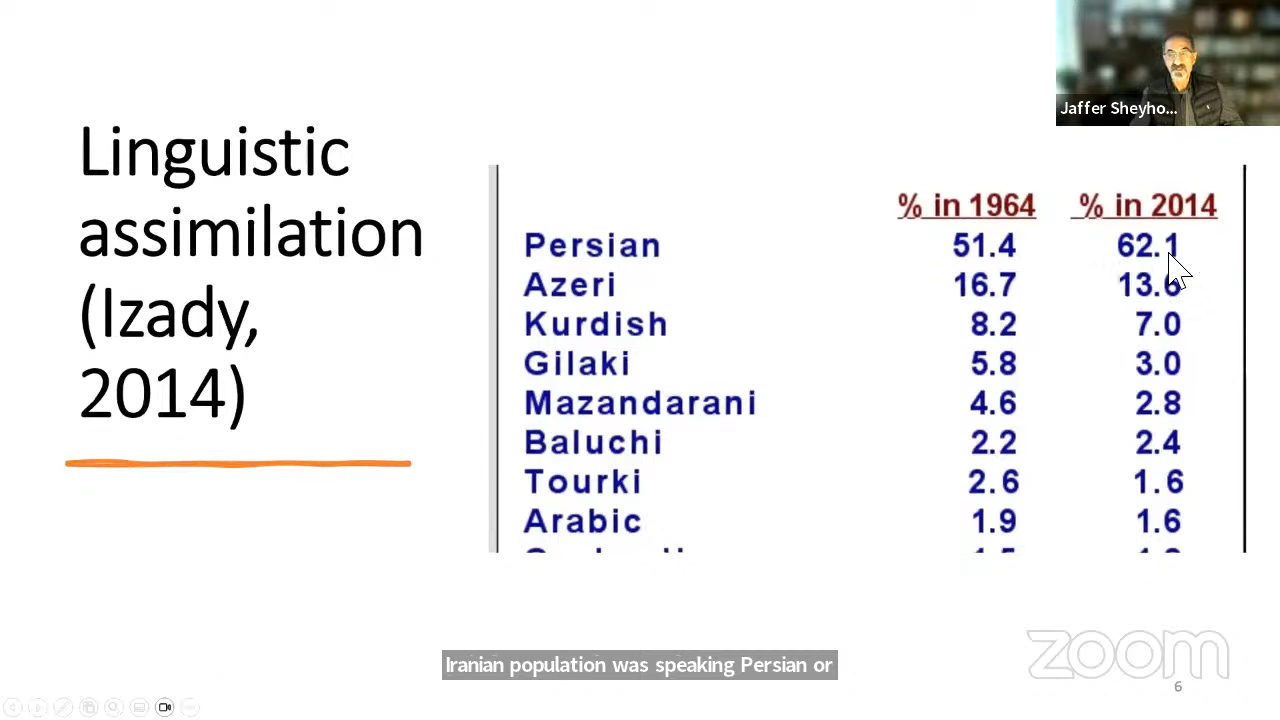 Jaffer Sheyho...
Linguistic
assimilation
(Izady,
2014)
% in 1964 % in 2014
Persian 51.4 62.1
Azeri 16.7 13.6
Kurdish 8.2 7.0
Gilaki 5.8 3.0
Mazandarani 4.6 2.8
Baluchi 2.2 2.4
Tourki 2.6 1.6
Arabic 1.9 1.6
Iranian population was speaking Persian or
zoom
6